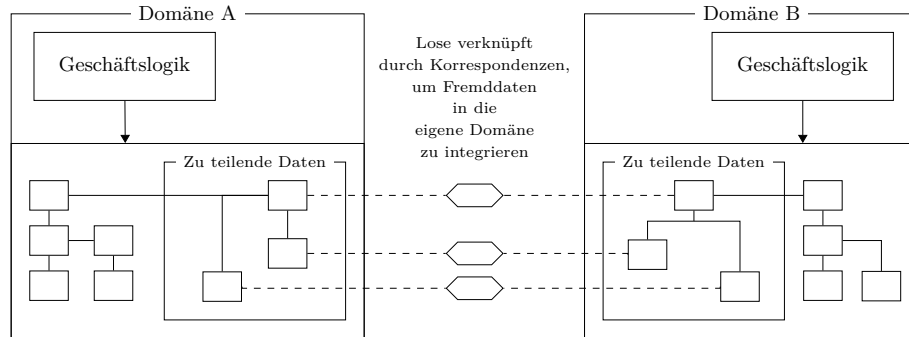 Domäne A
Geschäftslogik
Zu teilende Daten
Lose verknüpft
durch Korrespondenzen,
um Fremddaten
in die
eigene Domäne
zu integrieren
Domäne B
Geschäftslogik
Zu teilende Daten